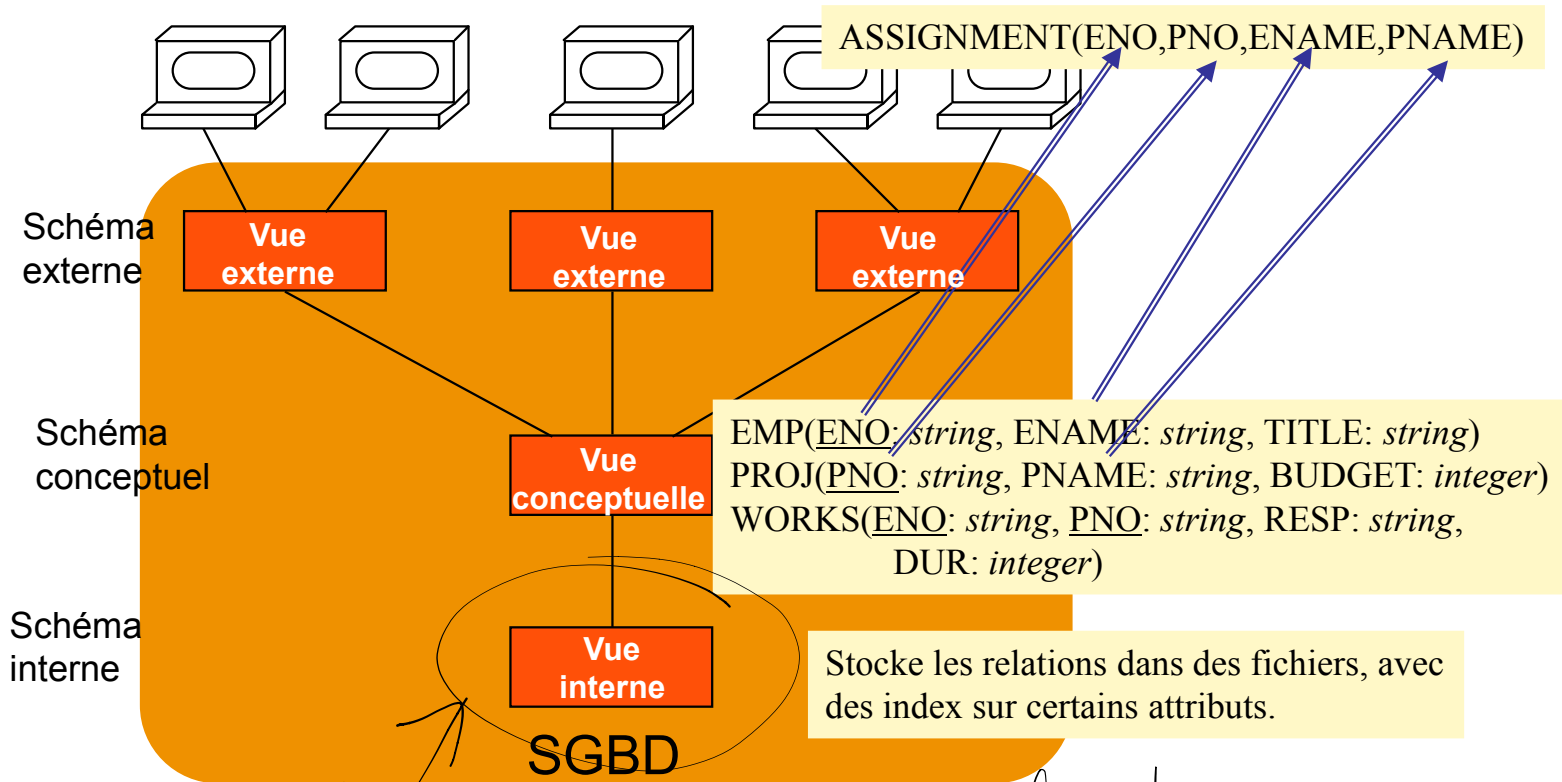 ASSIGNMENT(ENO,PNO,ENAME,PNAME)
Schéma
externe
Vue
externe
Vue
externe
Vue
externe
Schéma
conceptuel
Vue
conceptuelle
EMP(ENO: string, ENAME: string, TITLE: string)
PROJ(PNO: string, PNAME: string, BUDGET: integer)
WORKS(ENO: string, PNO: string, RESP: string,
DUR: integer)
Schéma
interne
Vue
interne
Stocke les relations dans des fichiers, avec
des index sur certains attributs.
SGBD